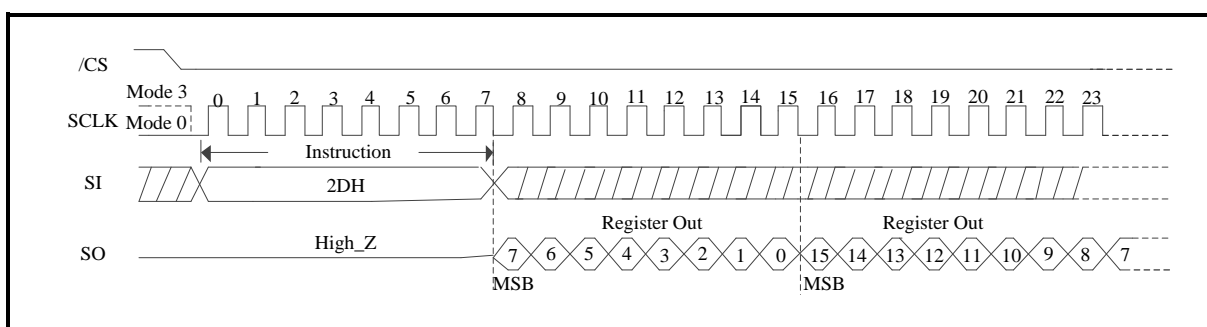 /CS
Mode 3
0 1 2 3 4 5 6 7 8 9 10 11 12 13 14 15 16 17 18 19 20 21 22 23
SCLK Mode 0
Instruction
SI 2DH
Register Out Register Out
SO High_Z 7 6 5 4 3 2 1 0 15 14 13 12 11 10 9 8 7
MSB MSB